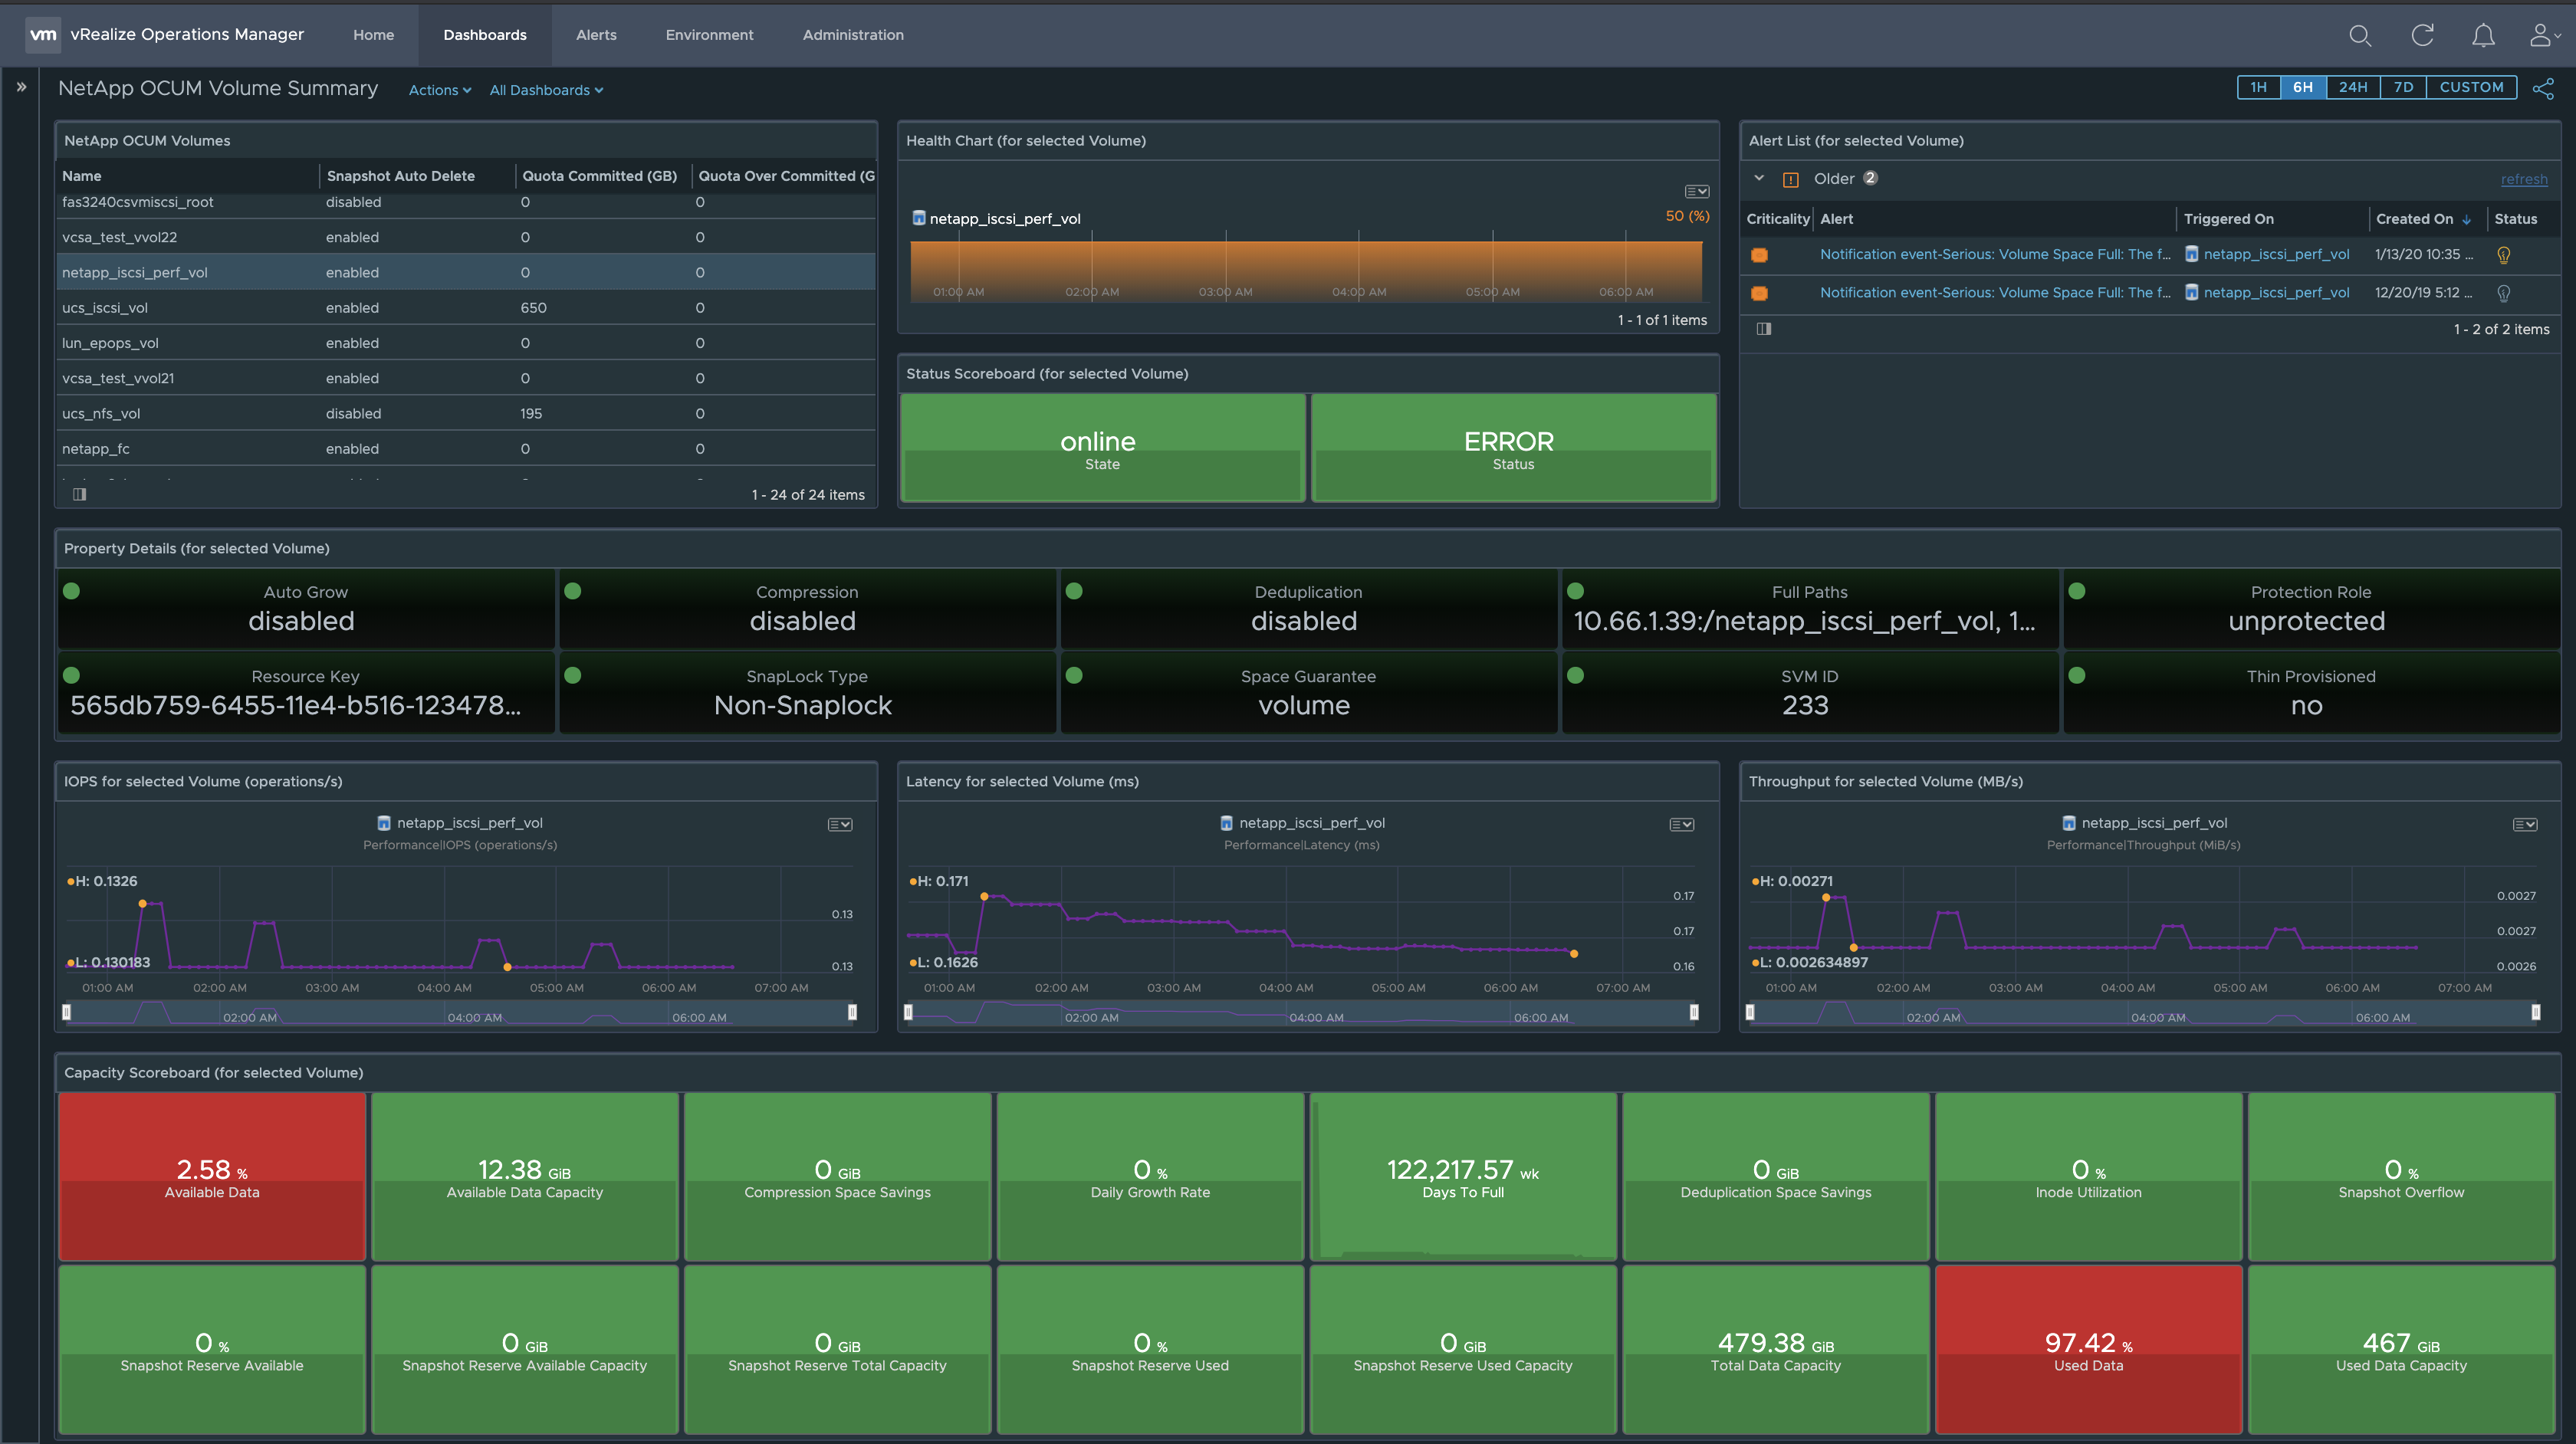 vm vRealize Operations Manager Home Dashboards Alerts Environment Administration
NetApp OCUM Volume Summary Actions All Dashboards 1H 6H 24H 7D CUSTOM
NetApp OCUM Volumes
Name Snapshot Auto Delete Quota Committed (GB) Quota Over Committed (G
fas3240csvmiscsi_root disabled 0 0
vcsa_test_vvol22 enabled 0 0
netapp_iscsi_perf_vol enabled 0 0
ucs_iscsi_vol enabled 650 0
lun_epops_vol enabled 0 0
vcsa_test_vvol21 enabled 0 0
ucs_nfs_vol disabled 195 0
netapp_fc enabled 0 0
1 - 24 of 24 items
Health Chart (for selected Volume)
netapp_iscsi_perf_vol 50 (%)
01:00 AM 02:00 AM 03:00 AM 04:00 AM 05:00 AM 06:00 AM
1 - 1 of 1 items
Status Scoreboard (for selected Volume)
online ERROR
State Status
Alert List (for selected Volume)
Older 2 refresh
Criticality Alert Triggered On Created On Status
Notification event-Serious: Volume Space Full: The f... netapp_iscsi_perf_vol 1/13/20 10:35 ...
Notification event-Serious: Volume Space Full: The f... netapp_iscsi_perf_vol 12/20/19 5:12 ...
1 - 2 of 2 items
Property Details (for selected Volume)
Auto Grow Compression Deduplication Full Paths Protection Role
disabled disabled disabled 10.66.1.39:/netapp_iscsi_perf_vol, 1... unprotected
Resource Key SnapLock Type Space Guarantee SVM ID Thin Provisioned
565db759-6455-11e4-b516-123478... Non-Snaplock volume 233 no
IOPS for selected Volume (operations/s)
netapp_iscsi_perf_vol
Performance|IOPS (operations/s)
H: 0.1326
0.13
L: 0.130183
0.13
01:00 AM 02:00 AM 03:00 AM 04:00 AM 05:00 AM 06:00 AM 07:00 AM
02:00 AM 04:00 AM 06:00 AM
Latency for selected Volume (ms)
netapp_iscsi_perf_vol
Performance|Latency (ms)
H: 0.171
0.17
0.17
L: 0.1626
0.16
01:00 AM 02:00 AM 03:00 AM 04:00 AM 05:00 AM 06:00 AM 07:00 AM
02:00 AM 04:00 AM 06:00 AM
Throughput for selected Volume (MB/s)
netapp_iscsi_perf_vol
Performance|Throughput (MiB/s)
H: 0.00271
0.0027
0.0027
L: 0.002634897
0.0026
01:00 AM 02:00 AM 03:00 AM 04:00 AM 05:00 AM 06:00 AM 07:00 AM
02:00 AM 04:00 AM 06:00 AM
Capacity Scoreboard (for selected Volume)
2.58 % 12.38 GiB 0 GiB 0 % 122,217.57 wk 0 GiB 0 % 0 %
Available Data Available Data Capacity Compression Space Savings Daily Growth Rate Days To Full Deduplication Space Savings Inode Utilization Snapshot Overflow
0 % 0 GiB 0 GiB 0 % 0 GiB 479.38 GiB 97.42 % 467 GiB
Snapshot Reserve Available Snapshot Reserve Available Capacity Snapshot Reserve Total Capacity Snapshot Reserve Used Snapshot Reserve Used Capacity Total Data Capacity Used Data Used Data Capacity